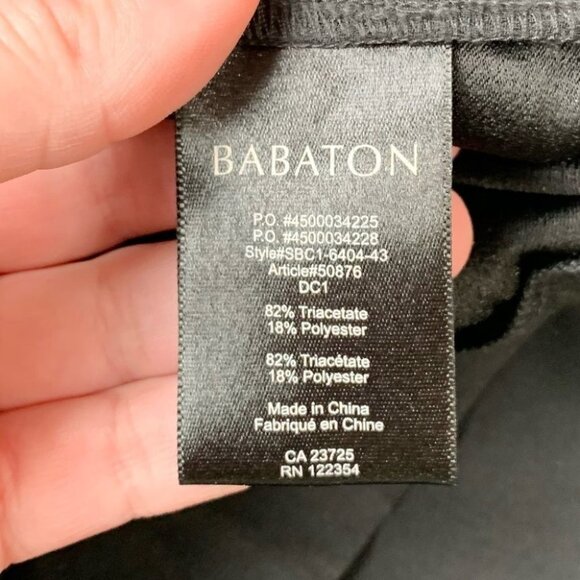 BABATON
P.O. #4500034225
P.O. #4500034228
Style#SBC1-6404-43
Article#50876
DC1
82% Triacetate
18% Polyester
82% Triacétate
18% Polyester
Made in China
Fabriqué en Chine
CA 23725
RN 122354